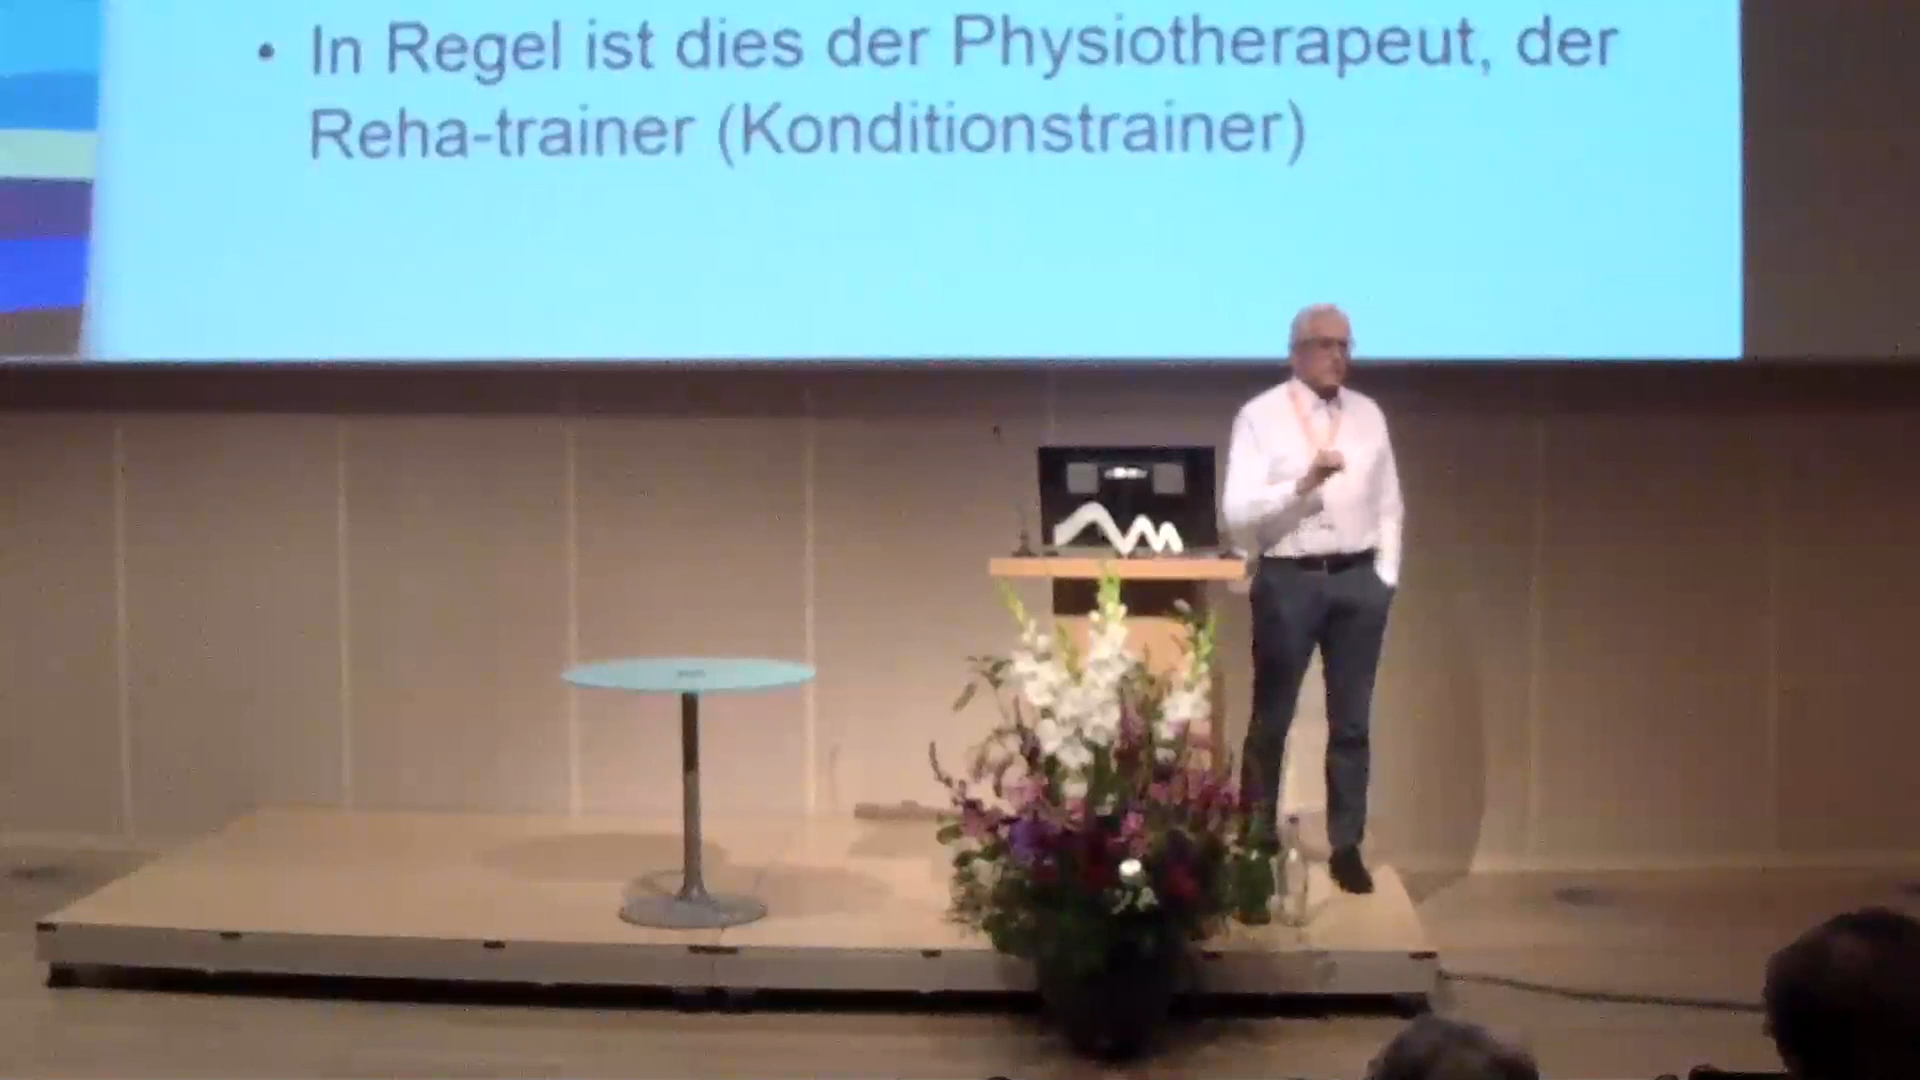 • In Regel ist dies der Physiotherapeut, der
Reha-trainer (Konditionstrainer)